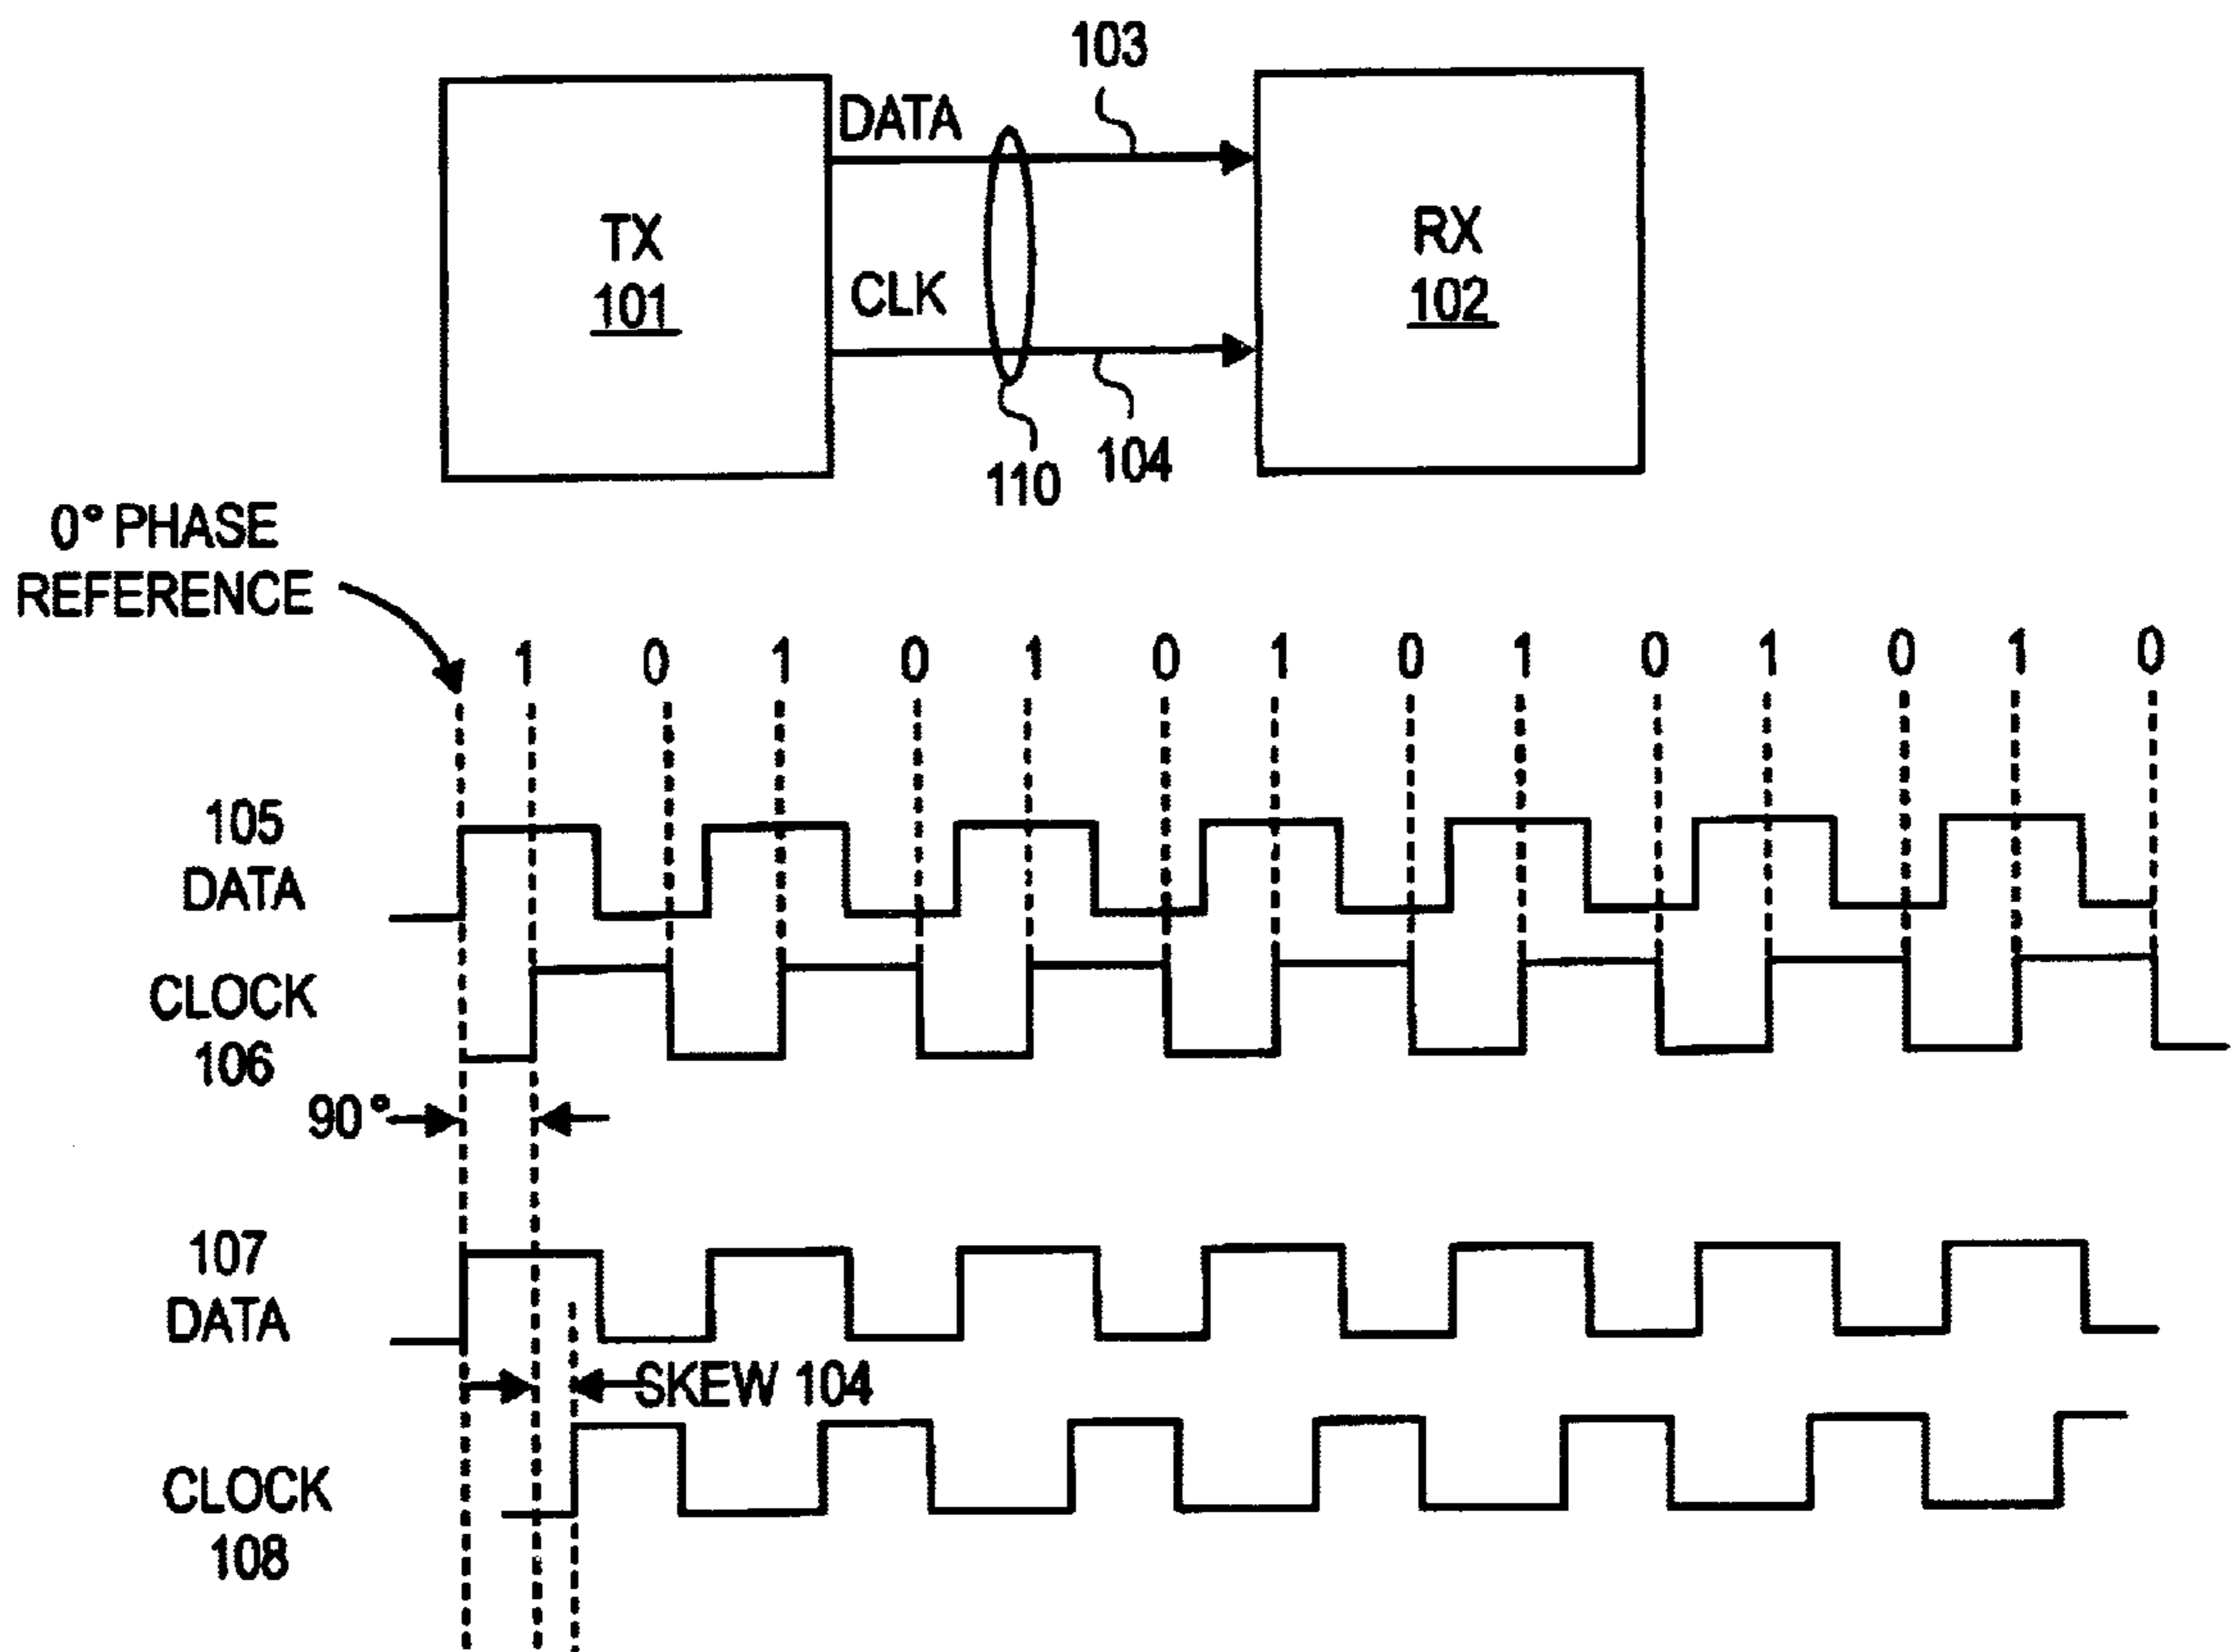 103
DATA
TX
101
CLK
RX
102
110
104
0° PHASE
REFERENCE
1 0 1 0 1 0 1 0 1 0 1 0 1 0
105
DATA
CLOCK
106
90°
107
DATA
SKEW 104
CLOCK
108